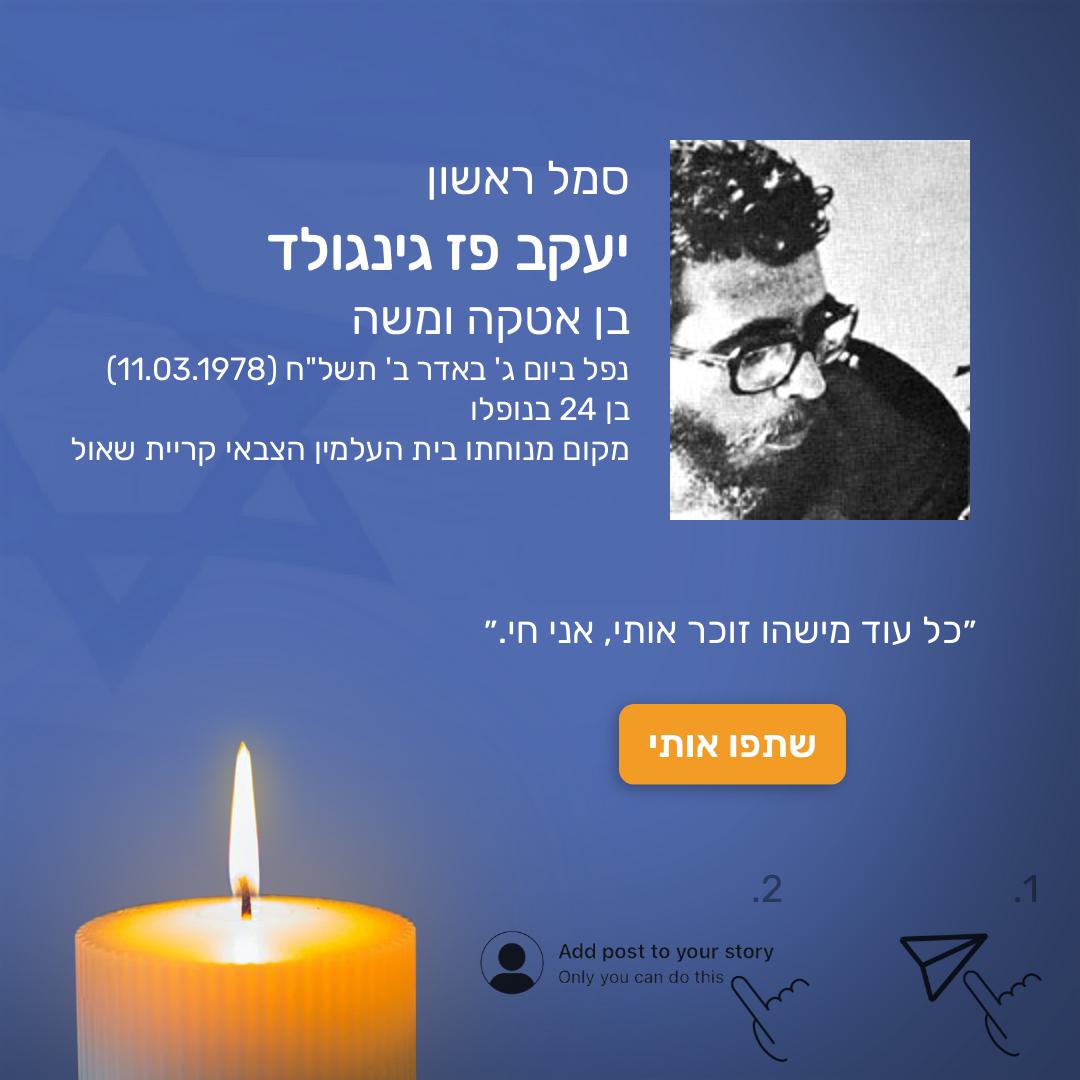 סמל ראשון
יעקב פז גינגולד
בן אטקה ומשה
נפל ביום ג' באדר ב' תשל"ח (11.03.1978)
בן 24 בנופלו
מקום מנוחתו בית העלמין הצבאי קריית שאול
״כל עוד מישהו זוכר אותי, אני חי.״
שתפו אותי
.1
.2
Add post to your story
Only you can do this